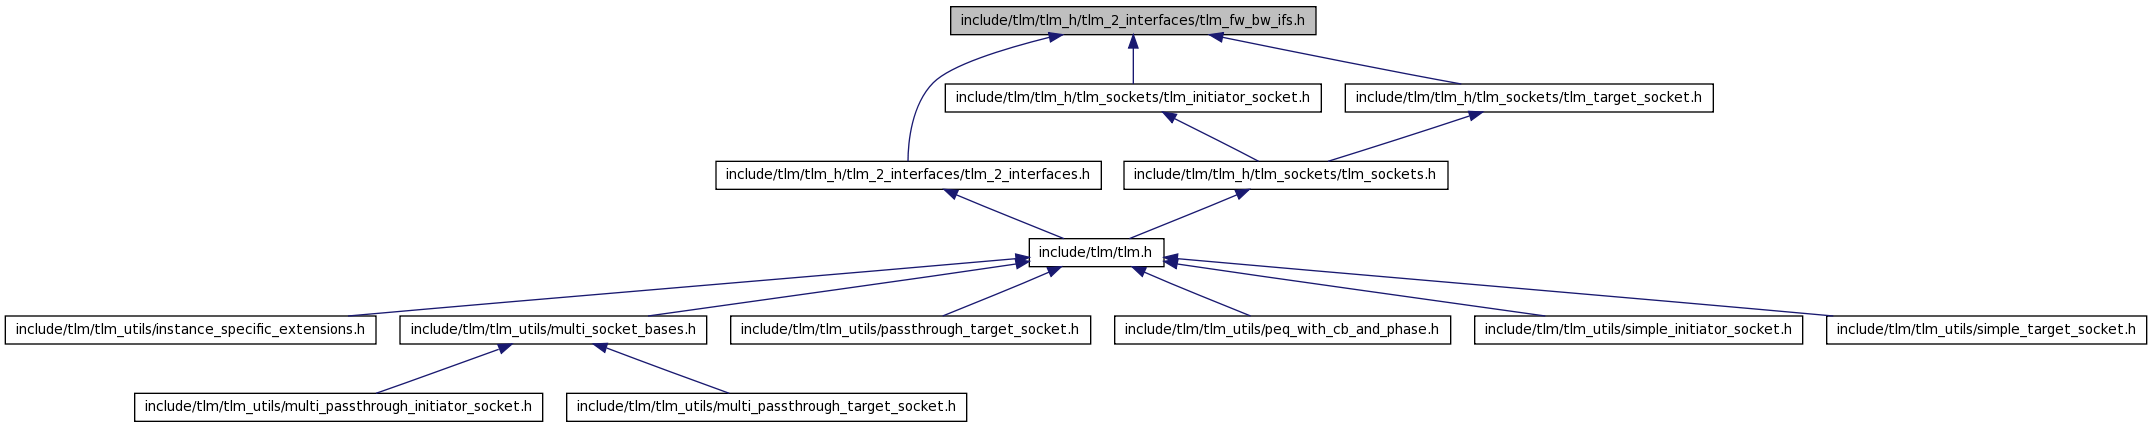 include/tlm/tlm_h/tlm_2_interfaces/tlm_fw_bw_ifs.h
include/tlm/tlm_h/tlm_sockets/tlm_initiator_socket.h
include/tlm/tlm_h/tlm_sockets/tlm_target_socket.h
include/tlm/tlm_h/tlm_2_interfaces/tlm_2_interfaces.h
include/tlm/tlm_h/tlm_sockets/tlm_sockets.h
include/tlm/tlm.h
include/tlm/tlm_utils/instance_specific_extensions.h
include/tlm/tlm_utils/multi_socket_bases.h
include/tlm/tlm_utils/passthrough_target_socket.h
include/tlm/tlm_utils/peq_with_cb_and_phase.h
include/tlm/tlm_utils/simple_initiator_socket.h
include/tlm/tlm_utils/simple_target_socket.h
include/tlm/tlm_utils/multi_passthrough_initiator_socket.h
include/tlm/tlm_utils/multi_passthrough_target_socket.h